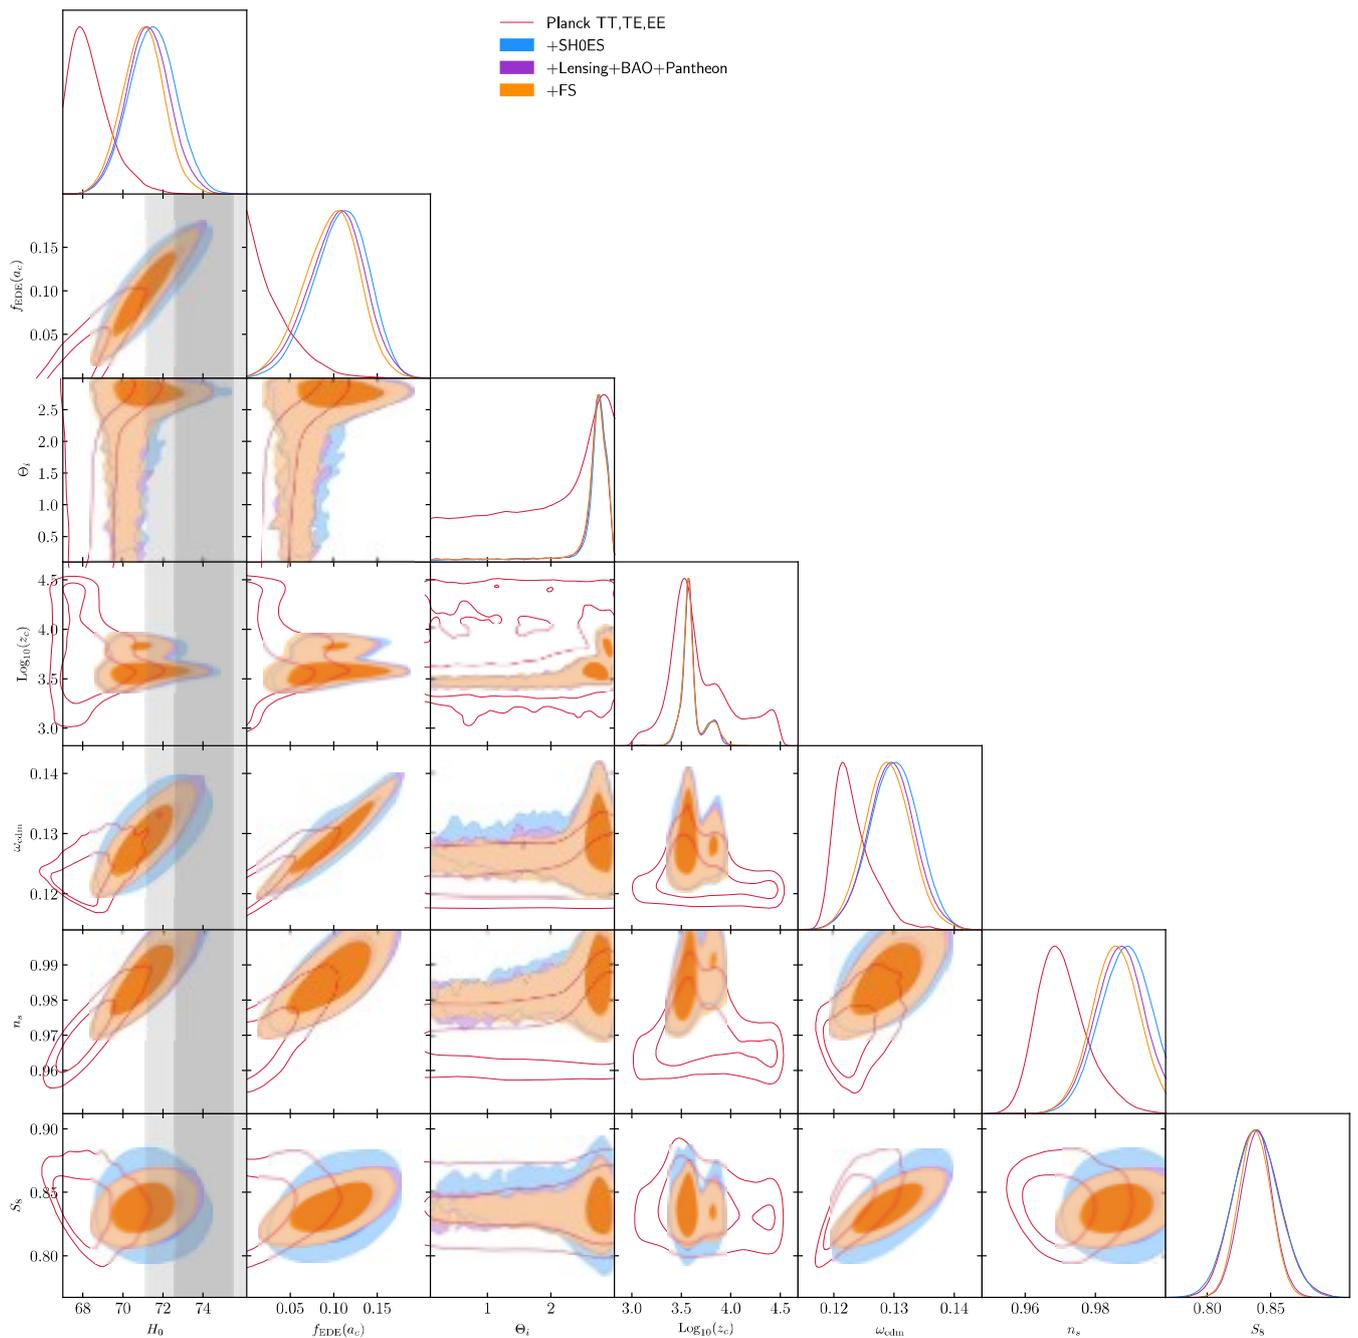 Planck TT,TE,EE
+SH0ES
+Lensing+BAO+Pantheon
+FS
0.15
0.10
0.05
f_EDE(a_c)
2.5
2.0
1.5
1.0
0.5
Θ_i
4.5
4.0
3.5
3.0
Log₁₀(z_c)
0.14
0.13
0.12
ω_cdm
0.99
0.98
0.97
0.96
n_s
0.90
0.85
0.80
S₈
68 70 72 74 0.05 0.10 0.15 1 2 3.0 3.5 4.0 4.5 0.12 0.13 0.14 0.96 0.98 0.80 0.85
H₀ f_EDE(a_c) Θ_i Log₁₀(z_c) ω_cdm n_s S₈